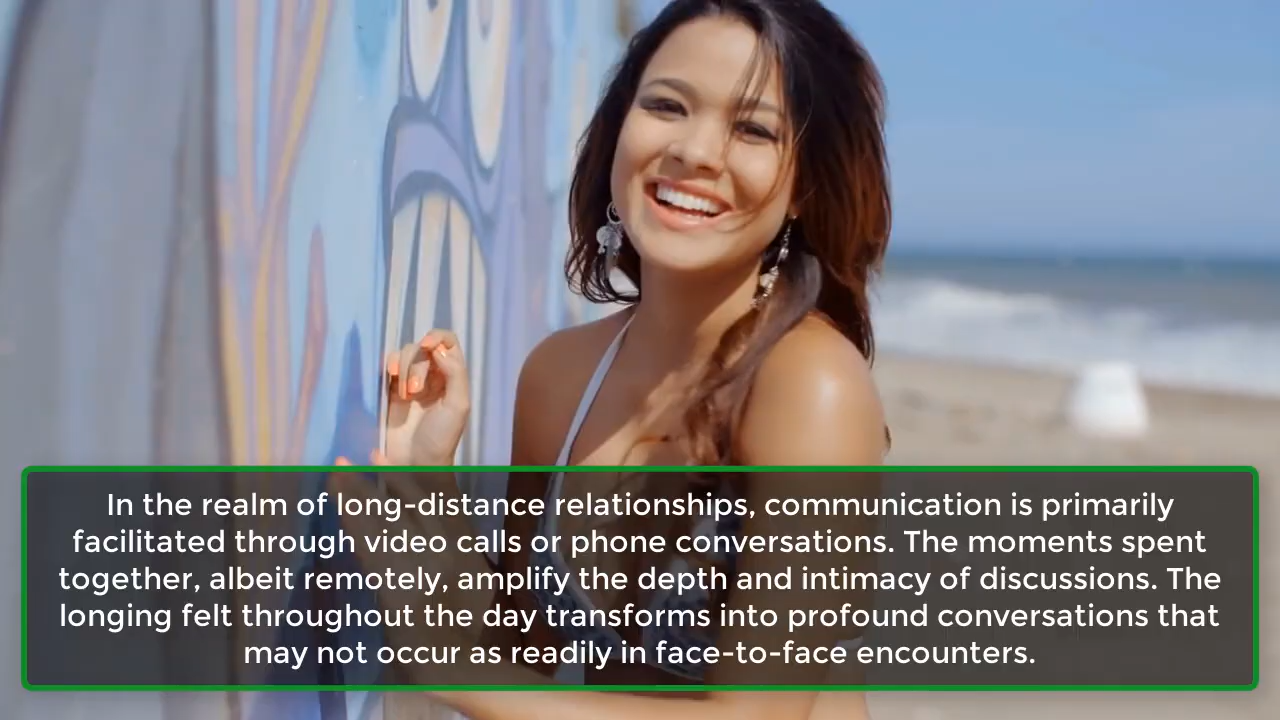 In the realm of long-distance relationships, communication is primarily
facilitated through video calls or phone conversations. The moments spent
together, albeit remotely, amplify the depth and intimacy of discussions. The
longing felt throughout the day transforms into profound conversations that
may not occur as readily in face-to-face encounters.